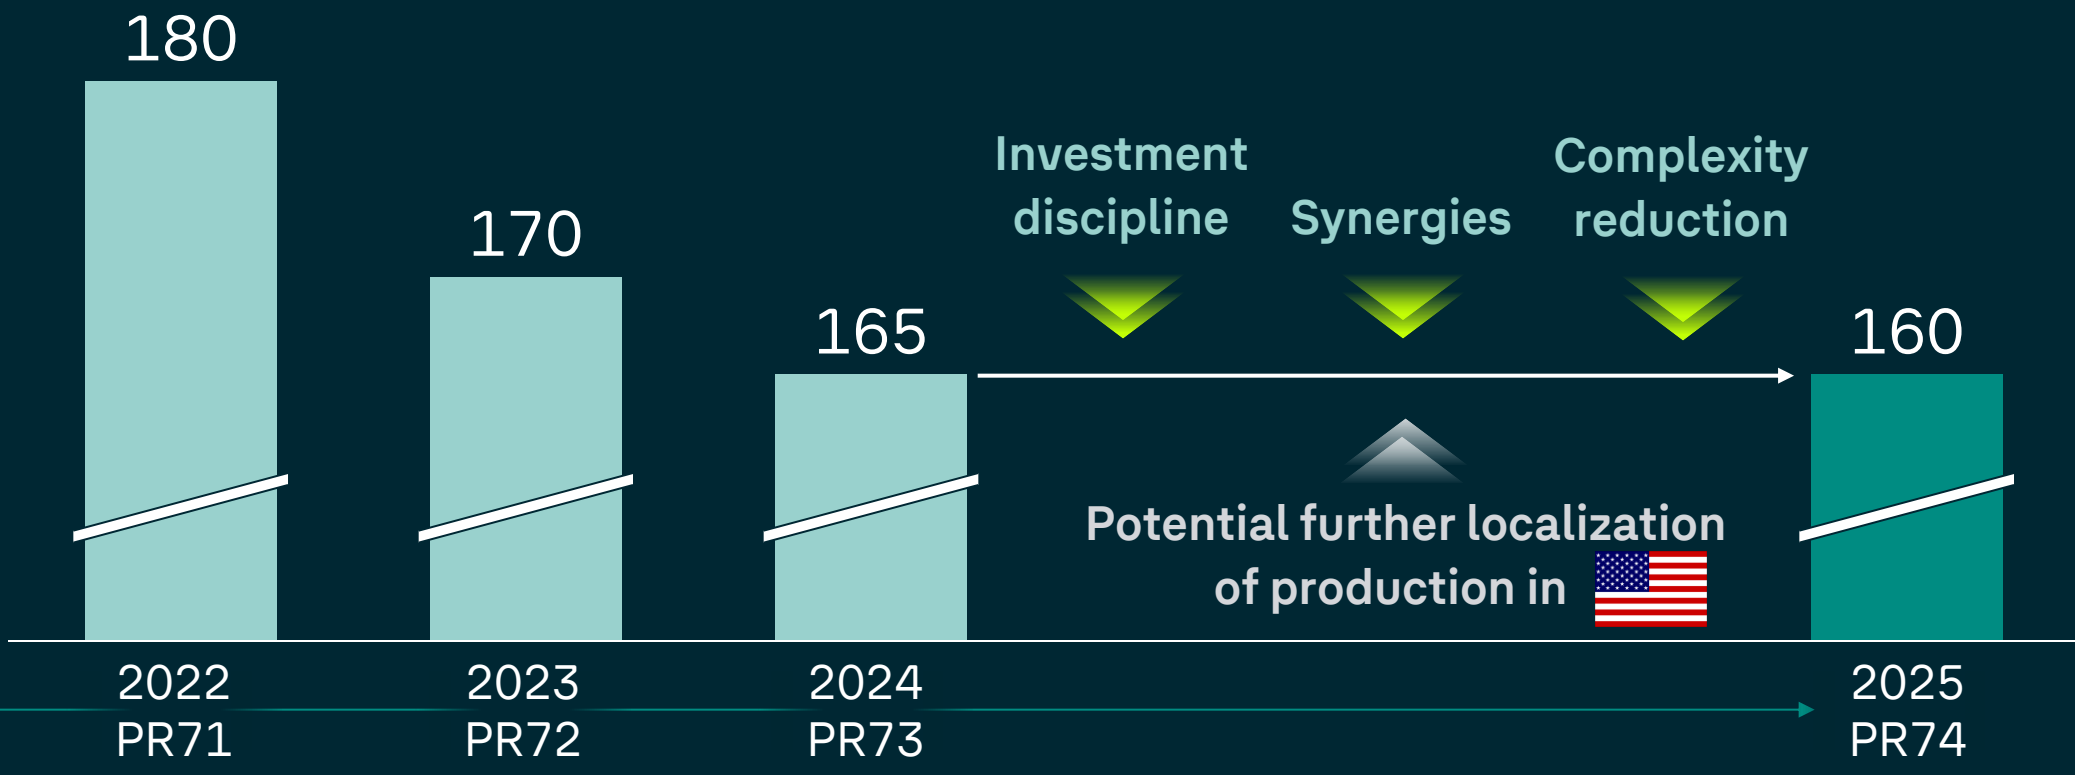 180
170
165
160
Investment
discipline
Synergies
Complexity
reduction
Potential further localization
of production in
2022
PR71
2023
PR72
2024
PR73
2025
PR74